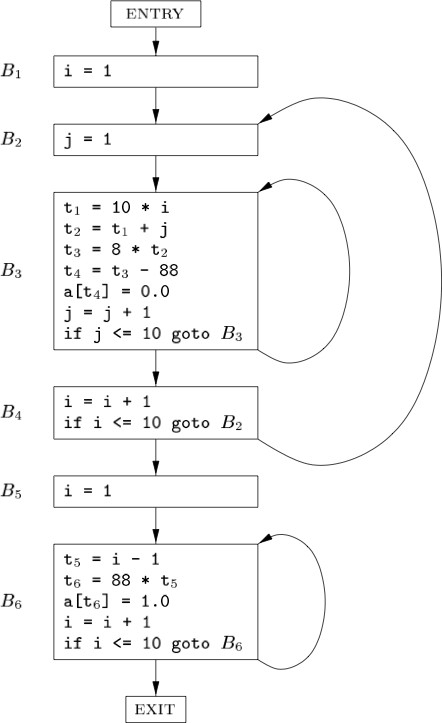 ENTRY
B₁ i = 1
B₂ j = 1
t₁ = 10 * i
t₂ = t₁ + j
t₃ = 8 * t₂
B₃ t₄ = t₃ - 88
a[t₄] = 0.0
j = j + 1
if j <= 10 goto B₃
B₄ i = i + 1
if i <= 10 goto B₂
B₅ i = 1
t₅ = i - 1
t₆ = 88 * t₅
B₆ a[t₆] = 1.0
i = i + 1
if i <= 10 goto B₆
EXIT